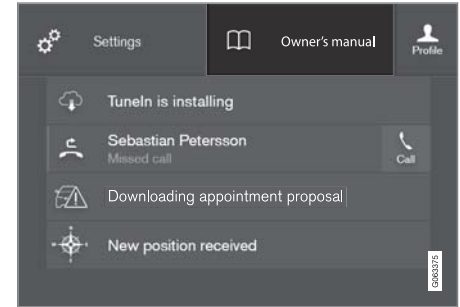 Settings
Owner's manual
Profile
TuneIn is installing
Sebastian Petersson
Missed call
Call
Downloading appointment proposal
New position received
G063375